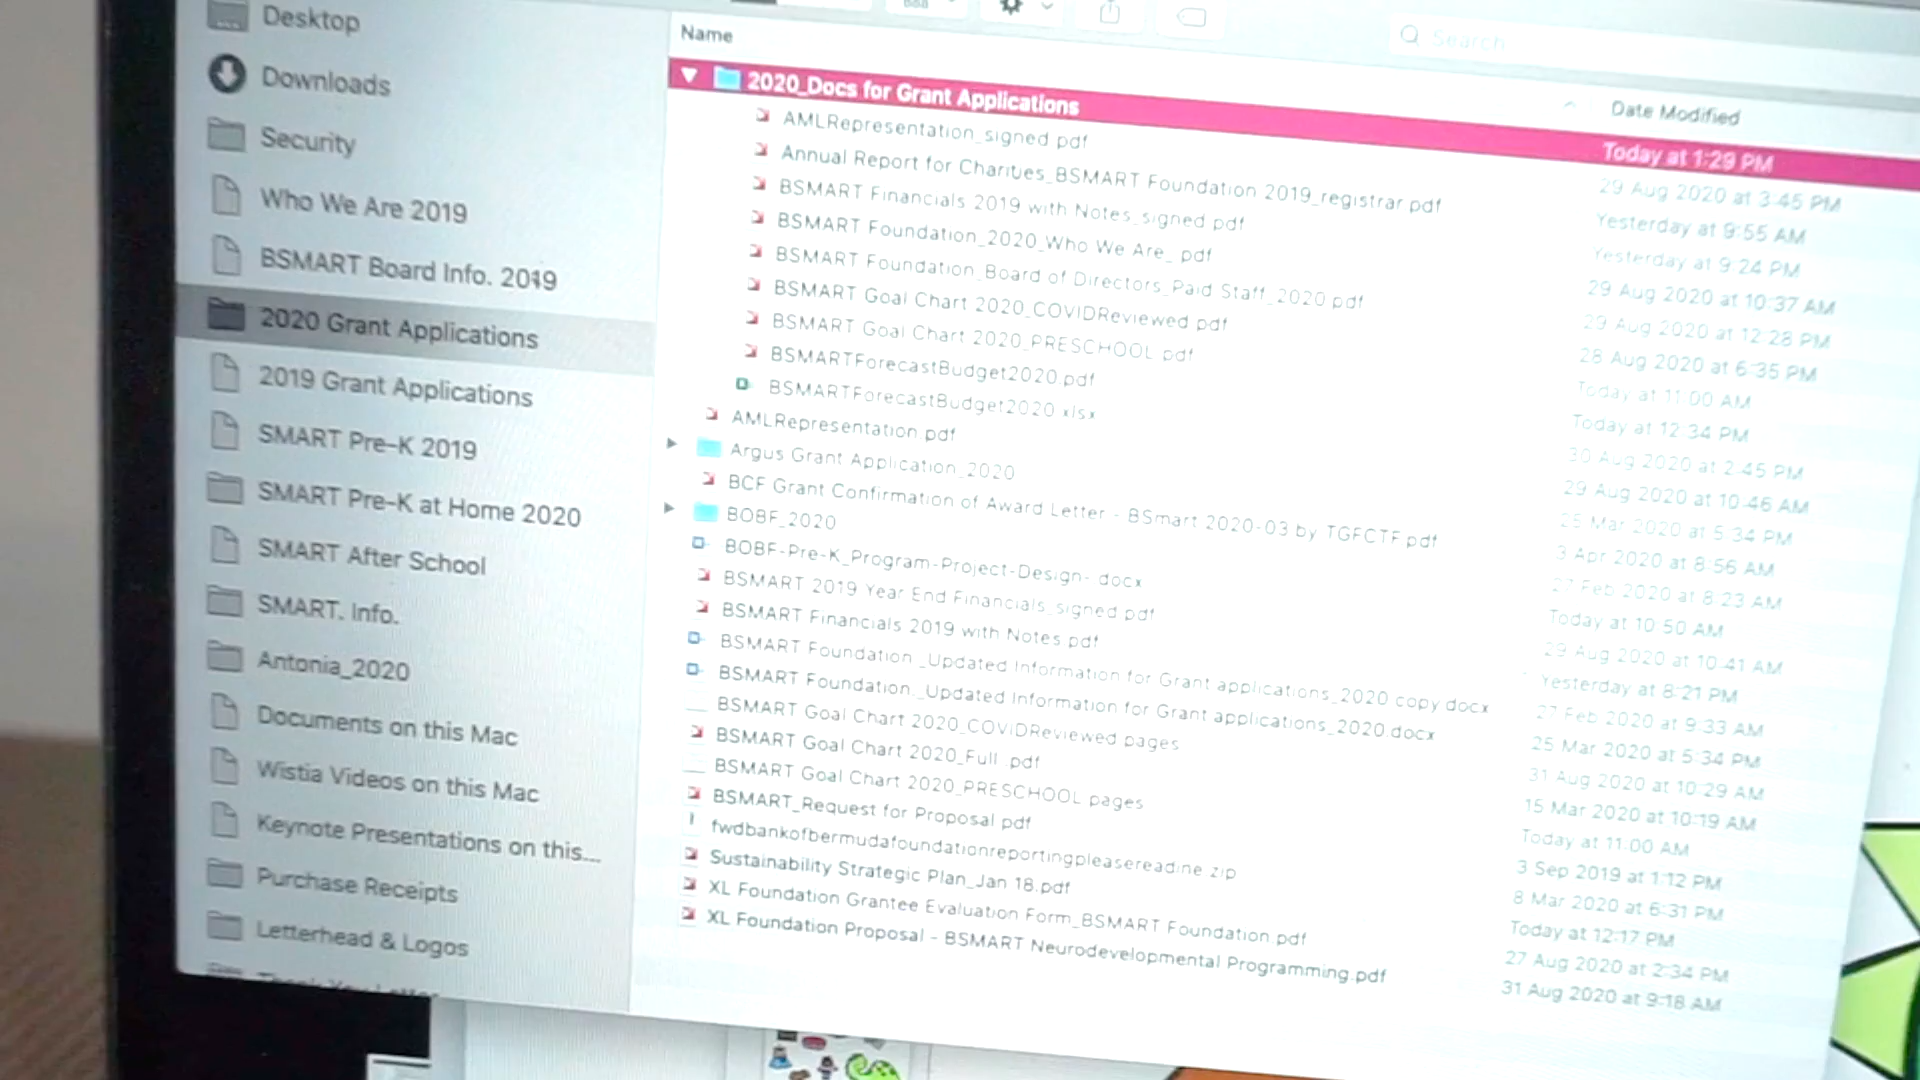 Desktop
Downloads
Security
Who We Are 2019
BSMART Board Info. 2019
2020 Grant Applications
2019 Grant Applications
SMART Pre-K 2019
SMART Pre-K at Home 2020
SMART After School
SMART. Info.
Antonia_2020
Documents on this Mac
Wistia Videos on this Mac
Keynote Presentations on this...
Purchase Receipts
Letterhead & Logos
Search
Name
Date Modified
2020_Docs for Grant Applications
Today at 1:29 PM
AMLRepresentation_signed pdf
29 Aug 2020 at 3:45 PM
Annual Report for Charities_BSMART Foundation 2019_registrar pdf
Yesterday at 9:55 AM
BSMART Financials 2019 with Notes_signed pdf
Yesterday at 9:24 PM
BSMART Foundation_2020_Who We Are_ pdf
29 Aug 2020 at 10:37 AM
BSMART Foundation_Board of Directors_Paid Staff_2020 pdf
29 Aug 2020 at 12:28 PM
BSMART Goal Chart 2020_COVIDReviewed pdf
28 Aug 2020 at 6:35 PM
BSMART Goal Chart 2020_PRESCHOOL pdf
Today at 11:00 AM
BSMARTForecastBudget2020.pdf
Today at 12:34 PM
BSMARTForecastBudget2020 xlsx
30 Aug 2020 at 2:45 PM
AMLRepresentation pdf
29 Aug 2020 at 10:46 AM
Argus Grant Application_2020
25 Mar 2020 at 5:34 PM
BCF Grant Confirmation of Award Letter - BSmart 2020-03 by TGFCTF.pdf
3 Apr 2020 at 8:56 AM
BOBF_2020
27 Feb 2020 at 8:23 AM
BOBF-Pre-K_Program-Project-Design- docx
Today at 10:50 AM
BSMART 2019 Year End Financials_signed pdf
29 Aug 2020 at 10:41 AM
BSMART Financials 2019 with Notes pdf
Yesterday at 8:21 PM
BSMART Foundation _Updated Information for Grant applications_2020 copy docx
27 Feb 2020 at 9:33 AM
BSMART Foundation._Updated Information for Grant applications_2020.docx
25 Mar 2020 at 5:34 PM
BSMART Goal Chart 2020_COVIDReviewed pages
31 Aug 2020 at 10:29 AM
BSMART Goal Chart 2020_Full pdf
15 Mar 2020 at 10:19 AM
BSMART Goal Chart 2020_PRESCHOOL pages
Today at 11:00 AM
BSMART_Request for Proposal pdf
3 Sep 2019 at 1:12 PM
fwdbankofbermudafoundationreportingpleasereadine zip
8 Mar 2020 at 6:31 PM
Sustainability Strategic Plan_Jan 18.pdf
Today at 12:17 PM
XL Foundation Grantee Evaluation Form_BSMART Foundation pdf
27 Aug 2020 at 2:34 PM
XL Foundation Proposal - BSMART Neurodevelopmental Programming.pdf
31 Aug 2020 at 9:18 AM